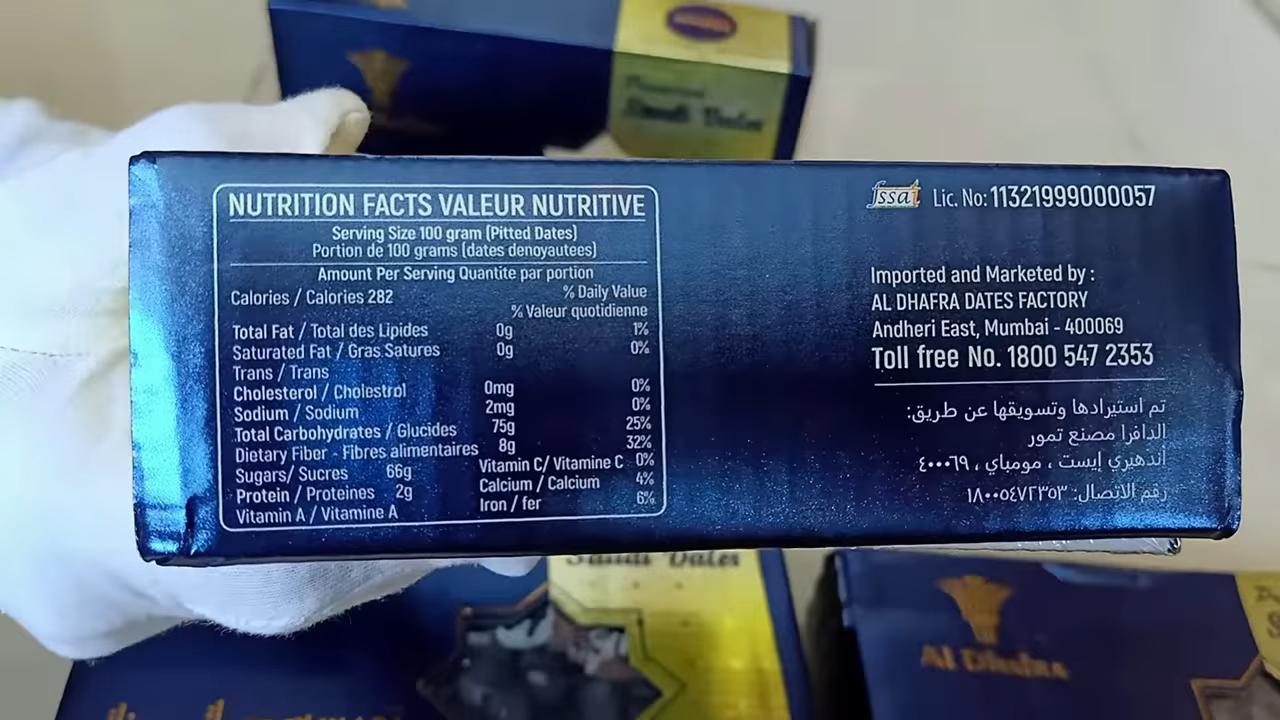 Saudi Dates
NUTRITION FACTS VALEUR NUTRITIVE
Serving Size 100 gram (Pitted Dates)
Portion de 100 grams (dates denoyautees)
Amount Per Serving Quantite par portion
Calories / Calories 282
% Daily Value
% Valeur quotidienne
Total Fat / Total des Lipides 0g 1%
Saturated Fat / Gras Satures 0g 0%
Trans / Trans
Cholesterol / Cholestrol 0mg 0%
Sodium / Sodium 2mg 0%
Total Carbohydrates / Glucides 75g 25%
Dietary Fiber - Fibres alimentaires 8g 32%
Sugars/ Sucres 66g
Vitamin C/ Vitamine C 0%
Protein / Proteines 2g
Calcium / Calcium 4%
Vitamin A / Vitamine A
Iron / fer 6%
fssai Lic. No: 11321999000057
Imported and Marketed by :
AL DHAFRA DATES FACTORY
Andheri East, Mumbai - 400069
Toll free No. 1800 547 2353
تم استيرادها وتسويقها عن طريق:
الدافرا مصنع تمور
أندهيري إيست ، مومباي ، ٤٠٠٠٦٩
رقم الاتصال: ١٨٠٠٥٤٧٢٣٥٣
Saudi Dates
Al Dhafra